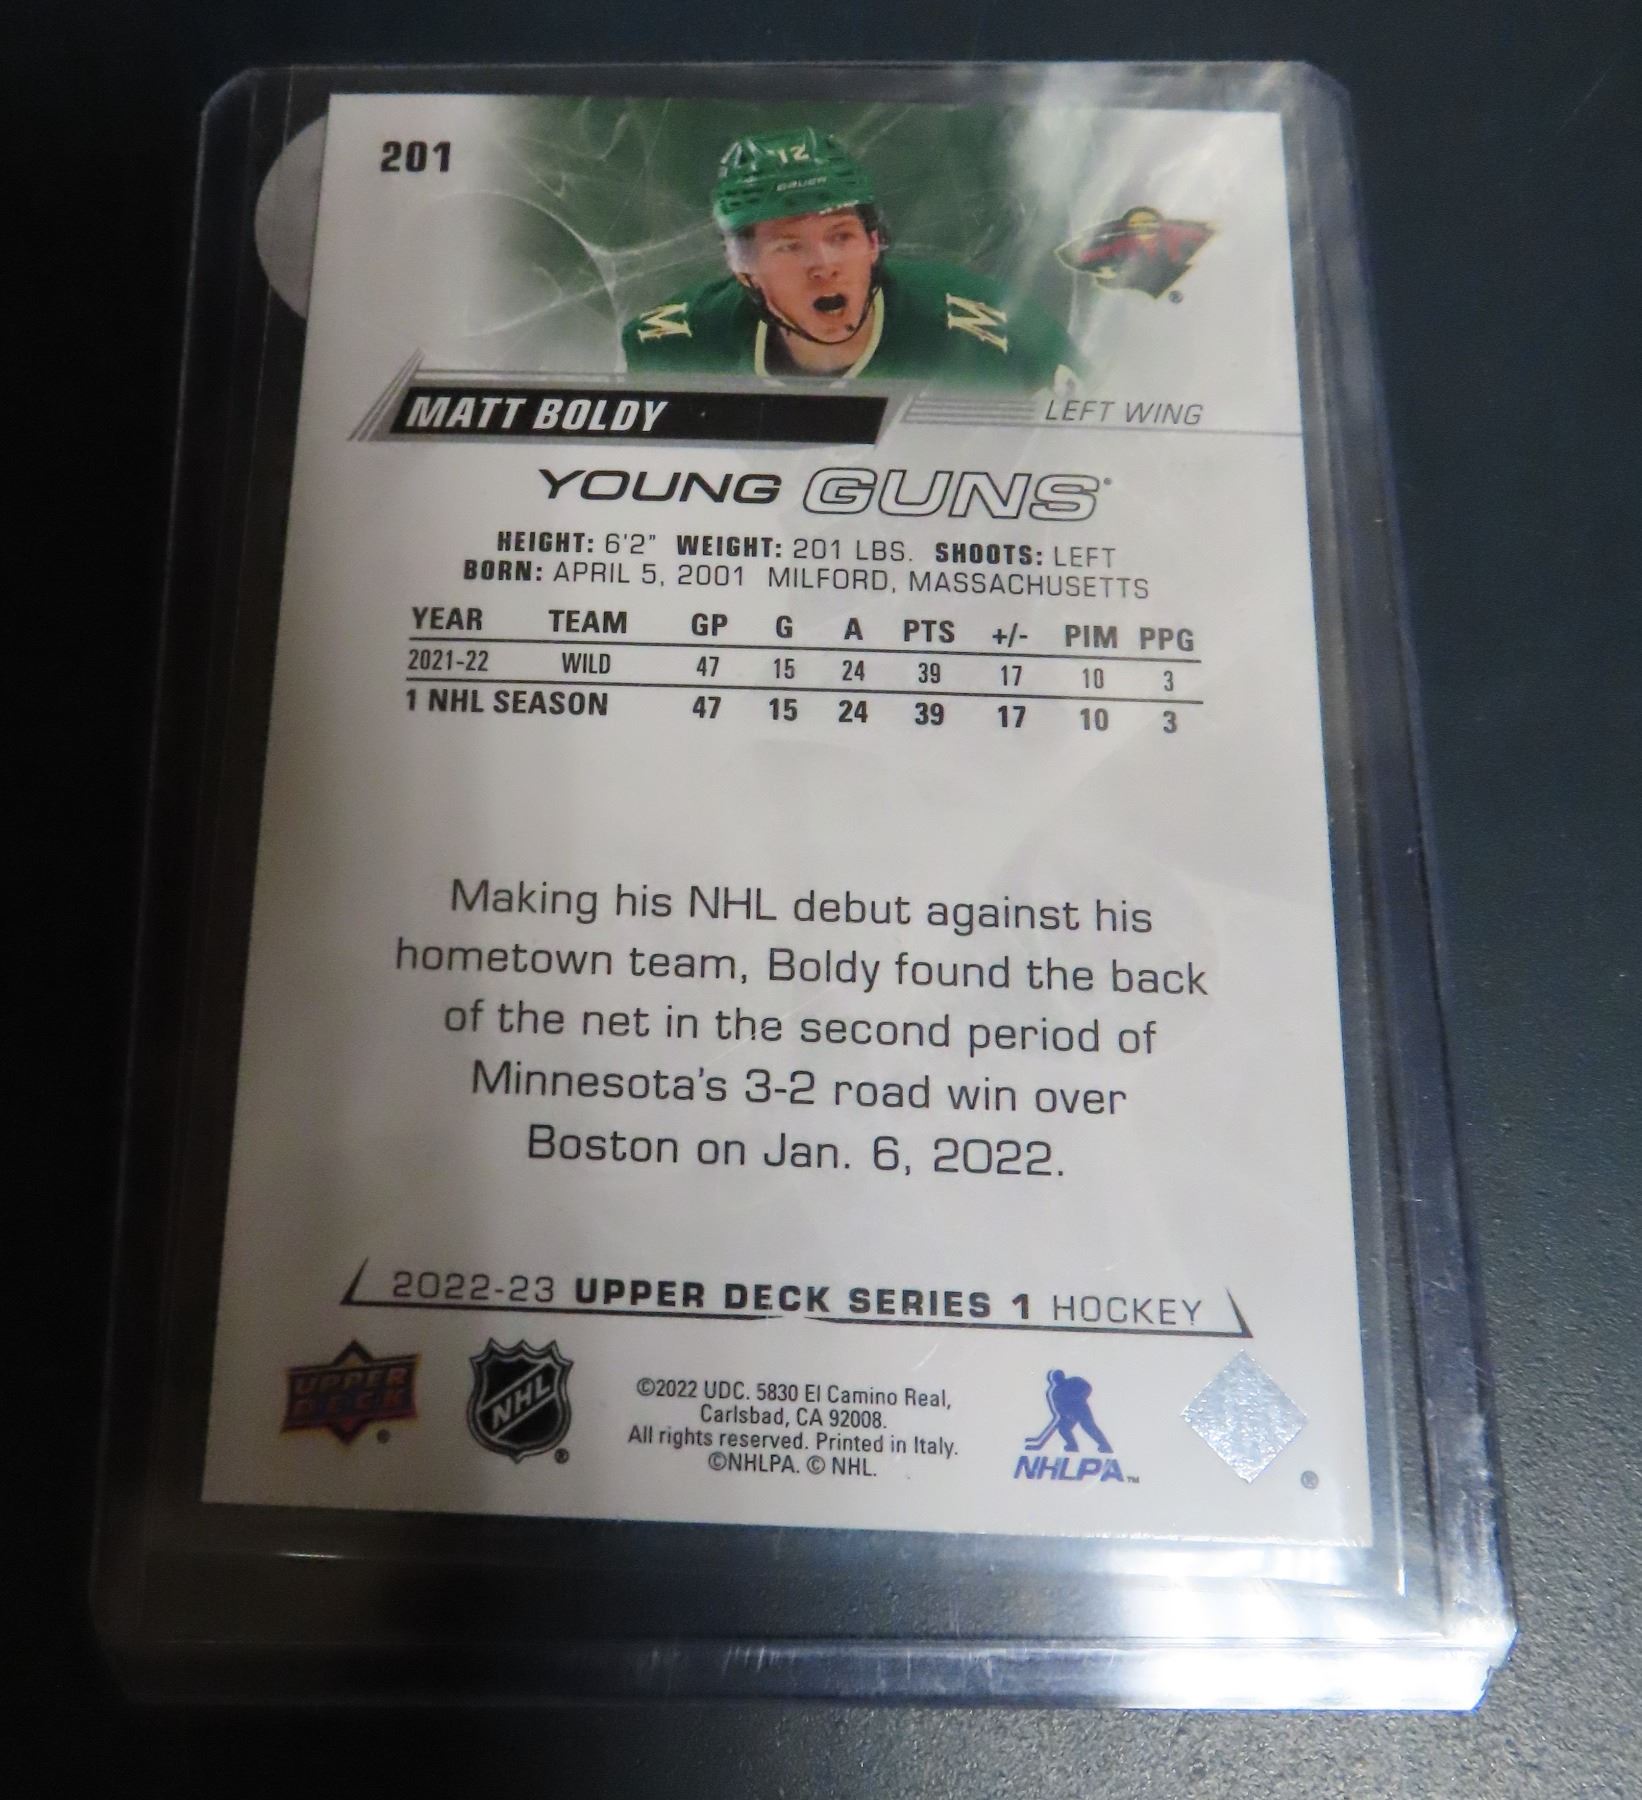 201
12
BAUER
MATT BOLDY
LEFT WING
YOUNG GUNS®
HEIGHT: 6'2" WEIGHT: 201 LBS. SHOOTS: LEFT
BORN: APRIL 5, 2001 MILFORD, MASSACHUSETTS
YEAR TEAM GP G A PTS +/- PIM PPG
2021-22 WILD 47 15 24 39 17 10 3
1 NHL SEASON 47 15 24 39 17 10 3
Making his NHL debut against his
hometown team, Boldy found the back
of the net in the second period of
Minnesota's 3-2 road win over
Boston on Jan. 6, 2022.
2022-23 UPPER DECK SERIES 1 HOCKEY
UPPER
DECK
®
NHL
®
©2022 UDC. 5830 El Camino Real,
Carlsbad, CA 92008.
All rights reserved. Printed in Italy.
©NHLPA. © NHL.
NHLPA™
®